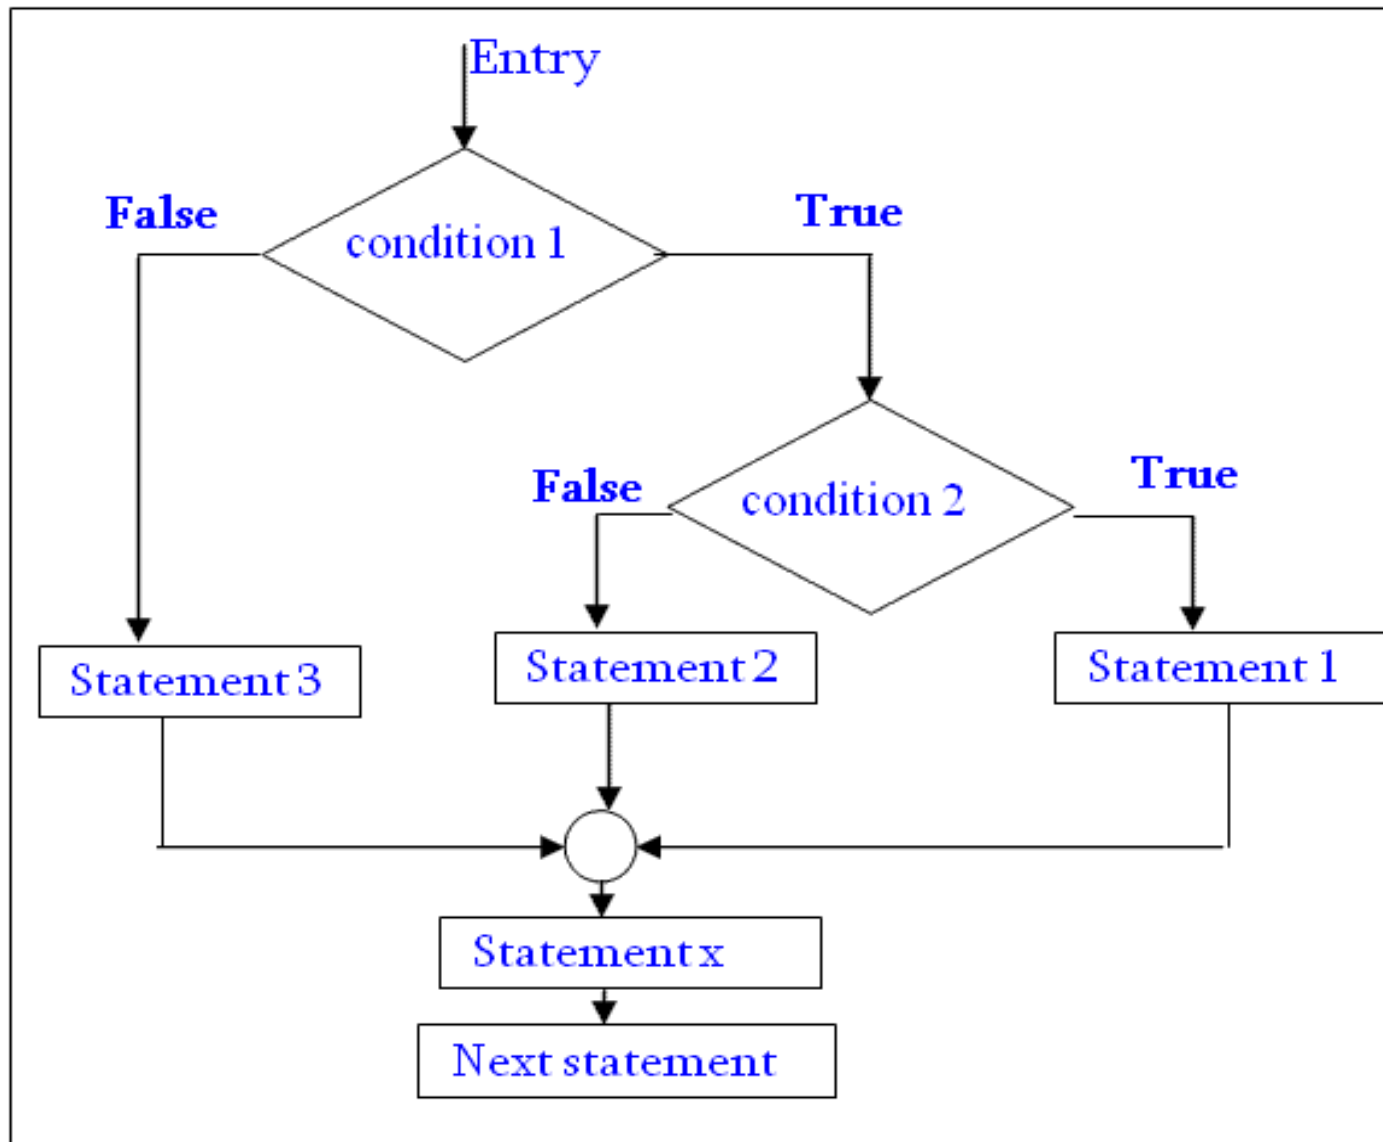 Entry
False
True
condition 1
False
True
condition 2
Statement 3
Statement 2
Statement 1
Statement x
Next statement